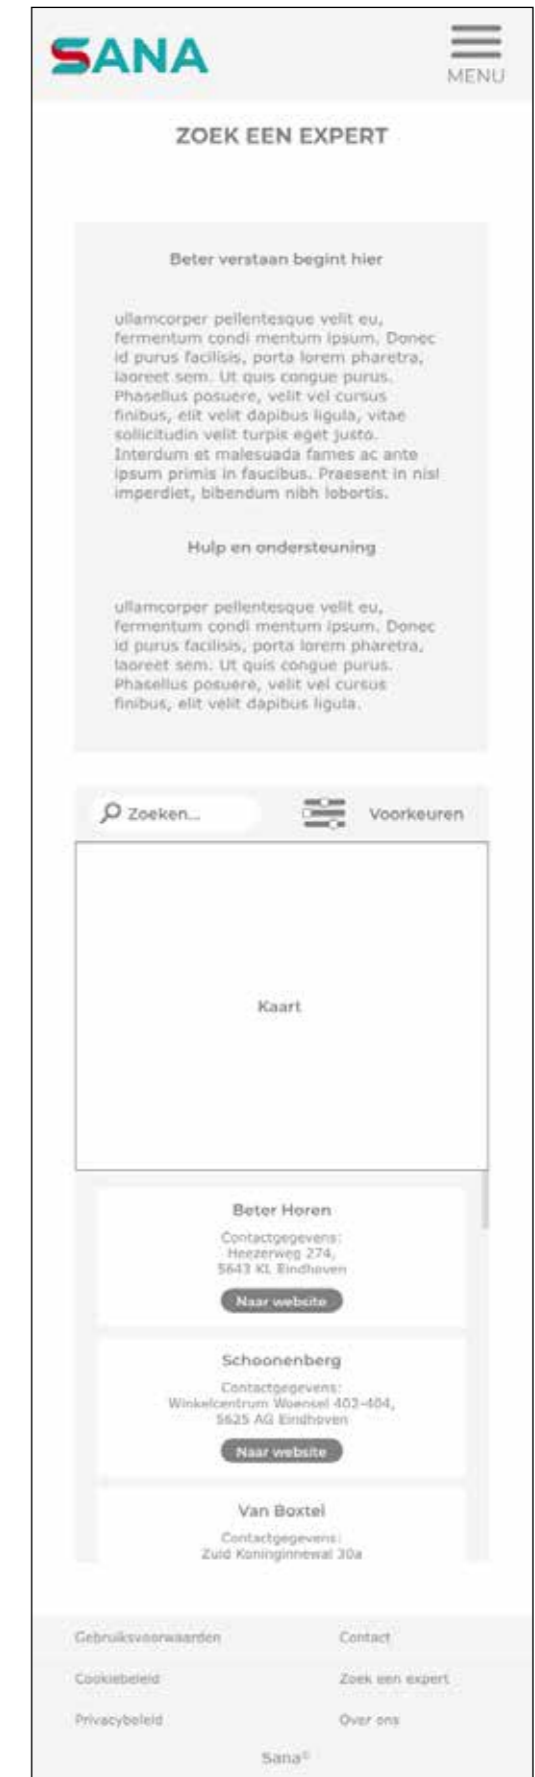 SANA
MENU
ZOEK EEN EXPERT
Beter verstaan begint hier
ullamcorper pellentesque velit eu,
fermentum condi mentum ipsum. Donec
id purus facilisis, porta lorem pharetra,
laoreet sem. Ut quis congue purus.
Phasellus posuere, velit vel cursus
finibus, elit velit dapibus ligula, vitae
sollicitudin velit turpis eget justo.
Interdum et malesuada fames ac ante
ipsum primis in faucibus. Praesent in nisl
imperdiet, bibendum nibh lobortis.
Hulp en ondersteuning
ullamcorper pellentesque velit eu,
fermentum condi mentum ipsum. Donec
id purus facilisis, porta lorem pharetra,
laoreet sem. Ut quis congue purus.
Phasellus posuere, velit vel cursus
finibus, elit velit dapibus ligula.
Zoeken...
Voorkeuren
Kaart
Beter Horen
Contactgegevens:
Heezerweg 274,
5643 KL Eindhoven
Naar website
Schoonenberg
Contactgegevens:
Winkelcentrum Woensel 402-404,
5625 AG Eindhoven
Naar website
Van Boxtel
Contactgegevens:
Zuid Koninginnewal 30a
Gebruiksvoorwaarden
Contact
Cookiebeleid
Zoek een expert
Privacybeleid
Over ons
Sana©